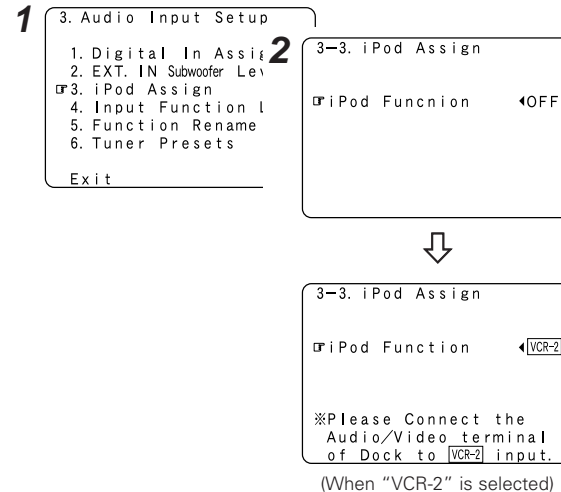 1
3. Audio Input Setup
1. Digital In Assig
2. EXT. IN Subwoofer Lev
☞3. iPod Assign
4. Input Function L
5. Function Rename
6. Tuner Presets
Exit
2
3-3. iPod Assign
☞iPod Funcnion ◀OFF
3-3. iPod Assign
☞iPod Function ◀VCR-2
※Please Connect the
Audio/Video terminal
of Dock to VCR-2 input.
(When “VCR-2” is selected)